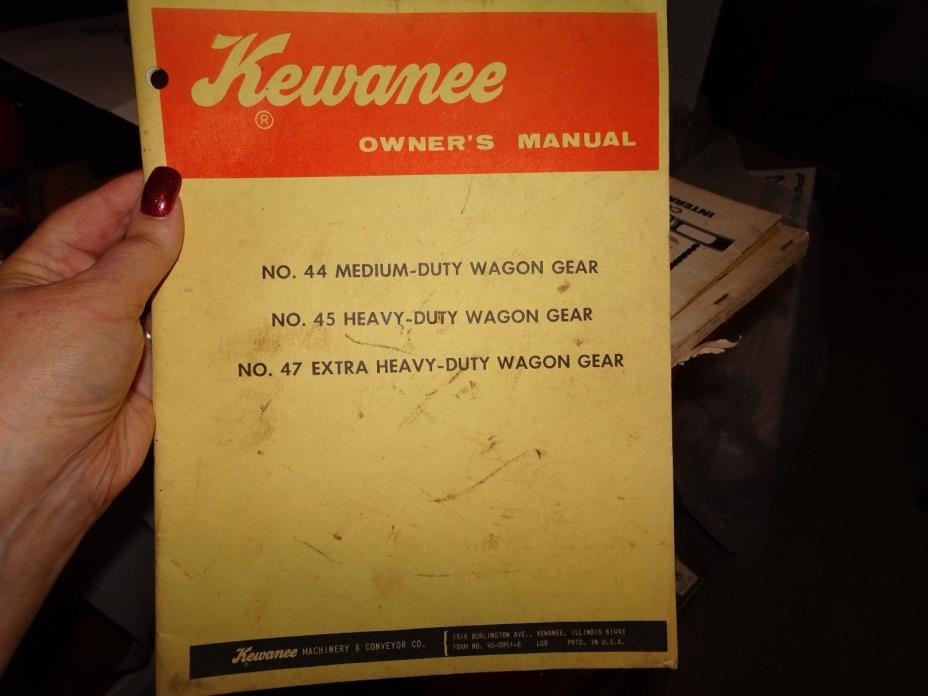 Kewanee
®
OWNER'S MANUAL
NO. 44 MEDIUM-DUTY WAGON GEAR
NO. 45 HEAVY-DUTY WAGON GEAR
NO. 47 EXTRA HEAVY-DUTY WAGON GEAR
Kewanee MACHINERY & CONVEYOR CO.
1516 BURLINGTON AVE., KEWANEE, ILLINOIS 61443
FORM NO. 45-0951-6 LGB PRTD. IN U.S.A.
INTERN